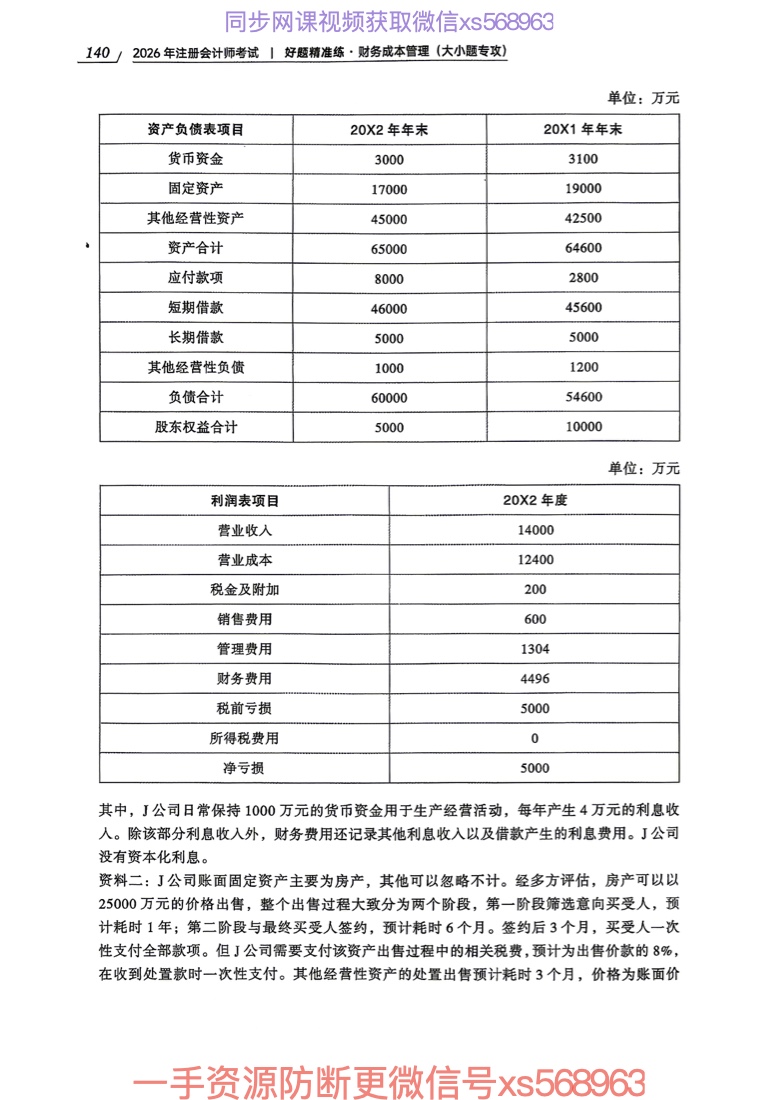 同步网课视频获取微信xs568963
140 / 2026年注册会计师考试 | 好题精准练·财务成本管理（大小题专攻）
单位：万元
资产负债表项目 20X2年年末 20X1年年末
货币资金 3000 3100
固定资产 17000 19000
其他经营性资产 45000 42500
资产合计 65000 64600
应付款项 8000 2800
短期借款 46000 45600
长期借款 5000 5000
其他经营性负债 1000 1200
负债合计 60000 54600
股东权益合计 5000 10000
单位：万元
利润表项目 20X2年度
营业收入 14000
营业成本 12400
税金及附加 200
销售费用 600
管理费用 1304
财务费用 4496
税前亏损 5000
所得税费用 0
净亏损 5000
其中，J公司日常保持1000万元的货币资金用于生产经营活动，每年产生4万元的利息收
入。除该部分利息收入外，财务费用还记录其他利息收入以及借款产生的利息费用。J公司
没有资本化利息。
资料二：J公司账面固定资产主要为房产，其他可以忽略不计。经多方评估，房产可以以
25000万元的价格出售，整个出售过程大致分为两个阶段，第一阶段筛选意向买受人，预
计耗时1年；第二阶段与最终买受人签约，预计耗时6个月。签约后3个月，买受人一次
性支付全部款项。但J公司需要支付该资产出售过程中的相关税费，预计为出售价款的8%，
在收到处置款时一次性支付。其他经营性资产的处置出售预计耗时3个月，价格为账面价
一手资源防断更微信号xs568963